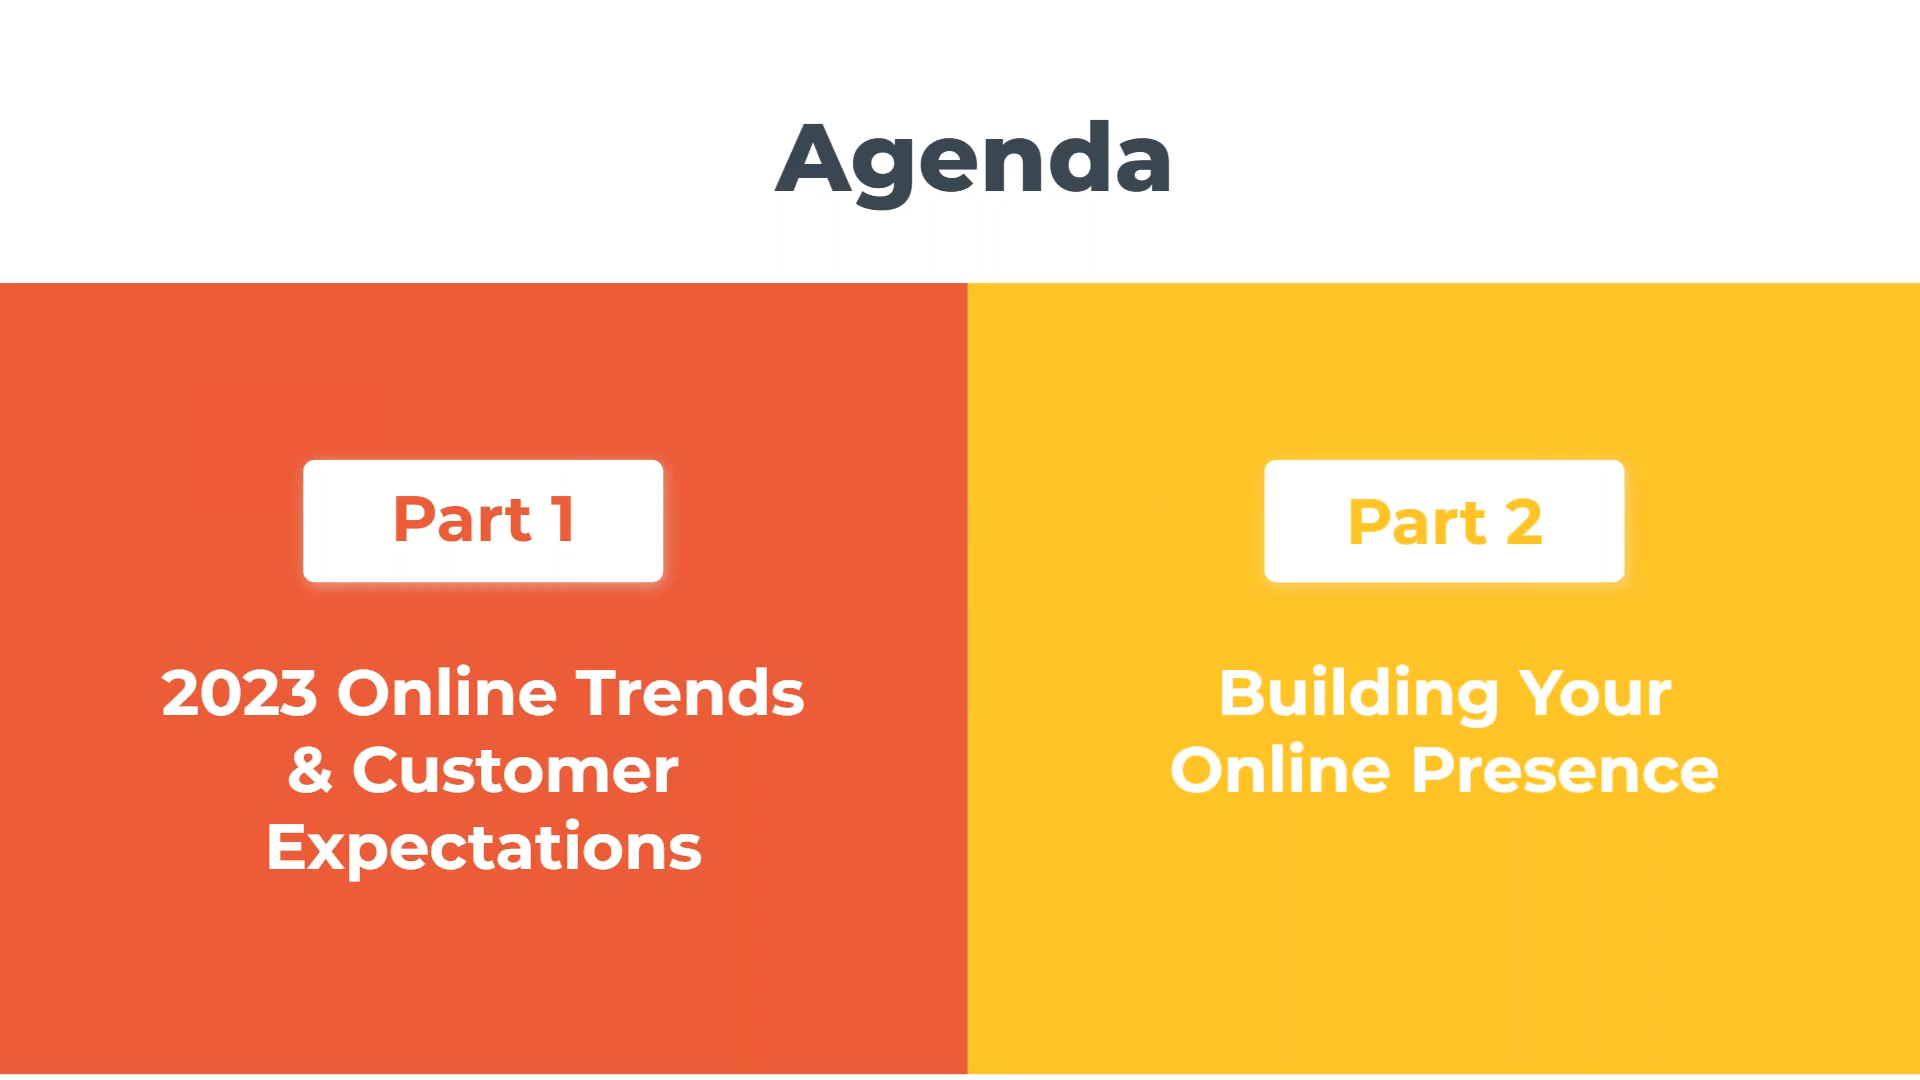 Agenda
Part 1
2023 Online Trends
& Customer
Expectations
Part 2
Building Your
Online Presence